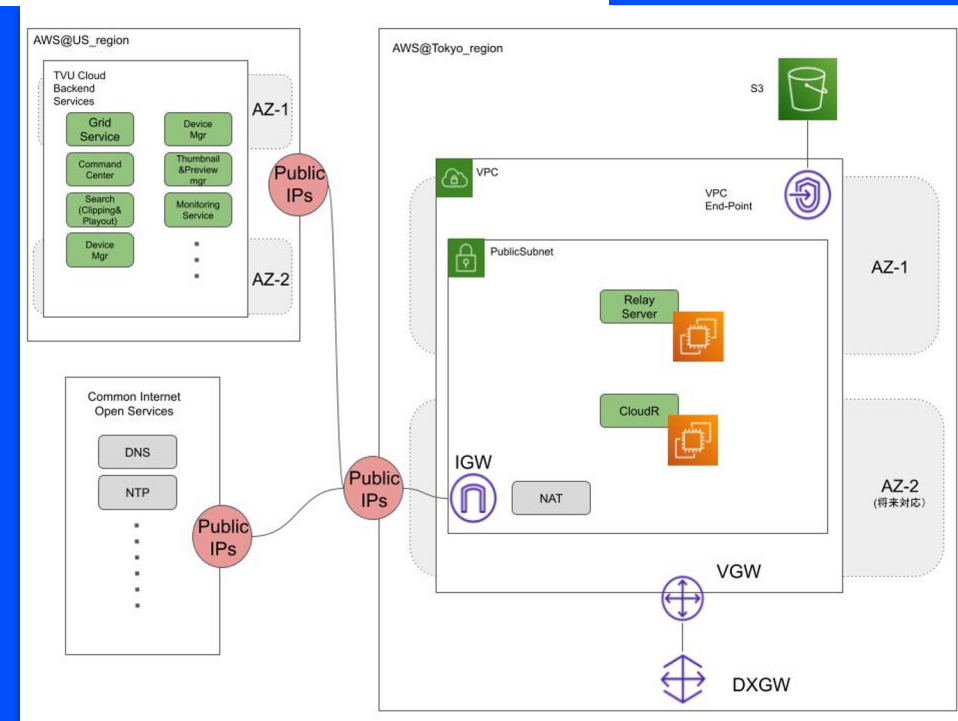 AWS@US_region
TVU Cloud
Backend
Services
Grid
Service
Device
Mgr
Command
Center
Thumbnail
&Preview
mgr
Search
(Clipping&
Playout)
Monitoring
Service
Device
Mgr
AZ-1
AZ-2
Public
IPs
Common Internet
Open Services
DNS
NTP
Public
IPs
Public
IPs
AWS@Tokyo_region
S3
VPC
VPC
End-Point
PublicSubnet
Relay
Server
CloudR
IGW
NAT
AZ-1
AZ-2
(将来対応)
VGW
DXGW